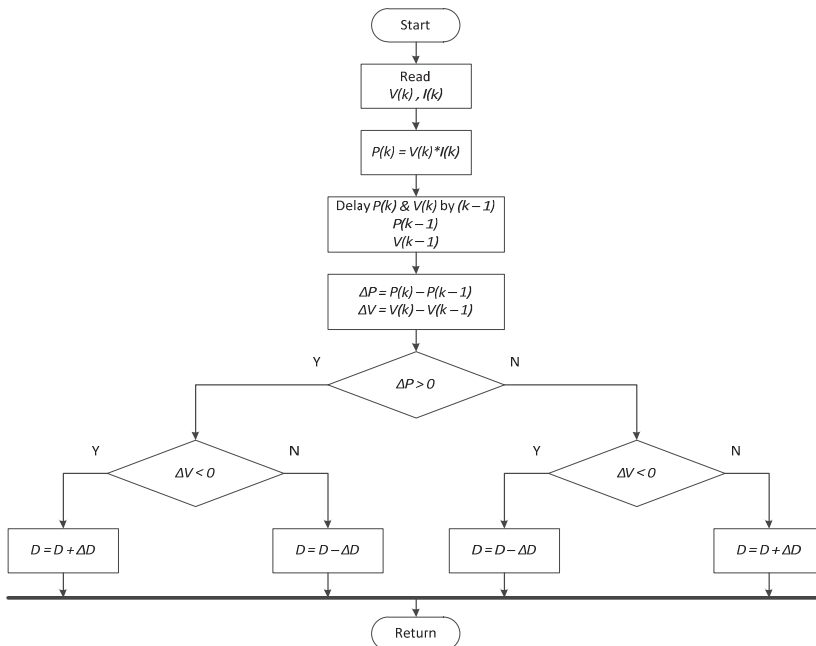 Start
Read
V(k) , I(k)
P(k) = V(k)*I(k)
Delay P(k) & V(k) by (k – 1)
P(k – 1)
V(k – 1)
ΔP = P(k) – P(k – 1)
ΔV = V(k) – V(k – 1)
Y
N
ΔP > 0
Y
N
Y
N
ΔV < 0
ΔV < 0
D = D + ΔD
D = D – ΔD
D = D – ΔD
D = D + ΔD
Return